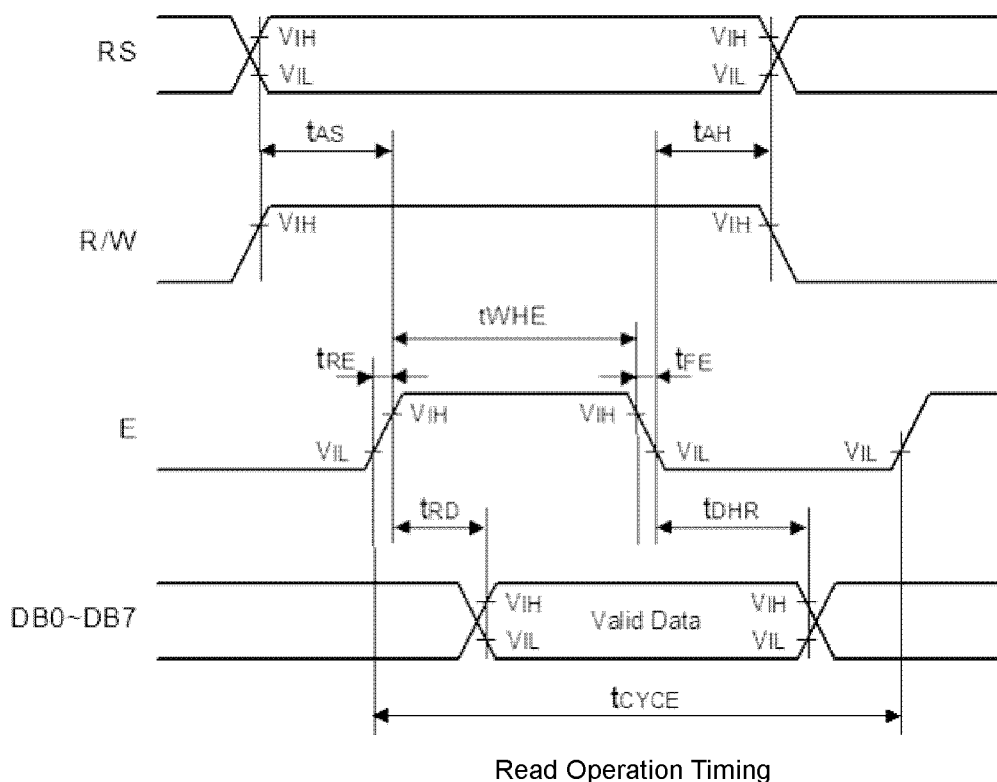 RS
VIH
VIH
VIL
VIL
tAS
tAH
R/W
VIH
VIH
tWHE
tRE
tFE
E
VIH
VIH
VIL
VIL
VIL
tRD
tDHR
DB0~DB7
VIH
Valid Data
VIH
VIL
VIL
tCYCE
Read Operation Timing